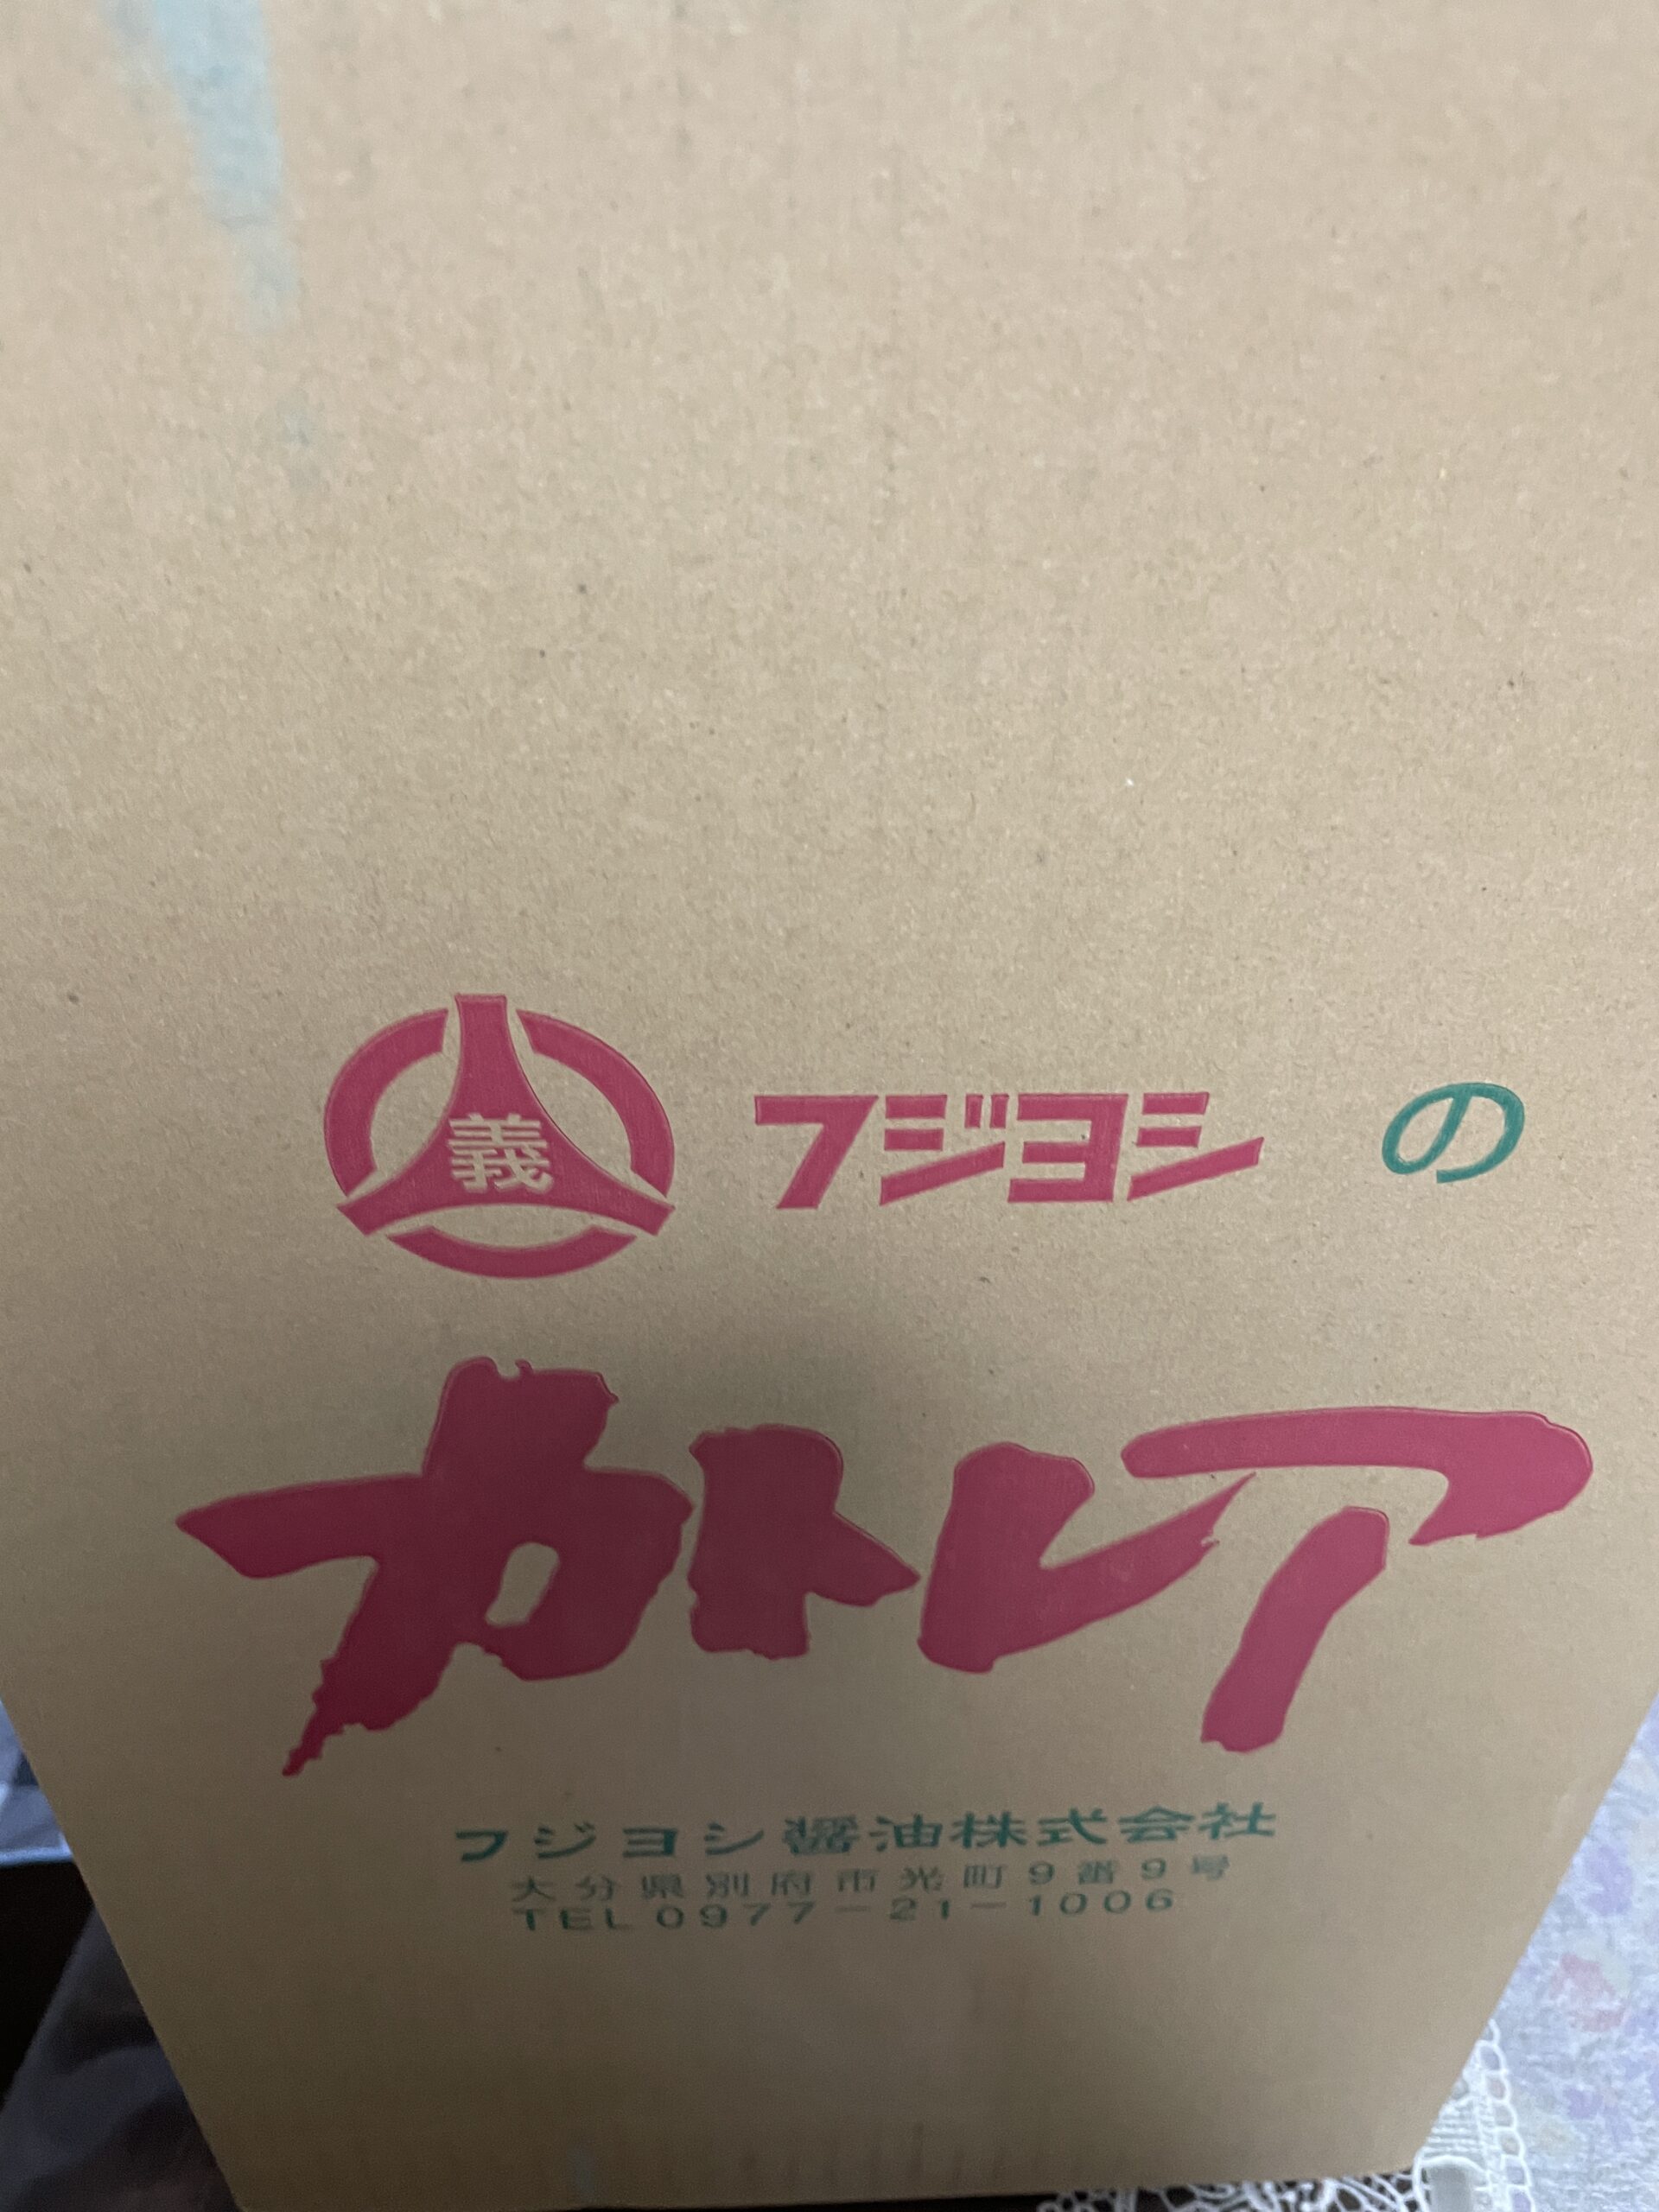 義 フジヨシ の
カトレア
フジヨシ醤油株式会社
大分県別府市光町9番9号
TEL 0977-21-1006